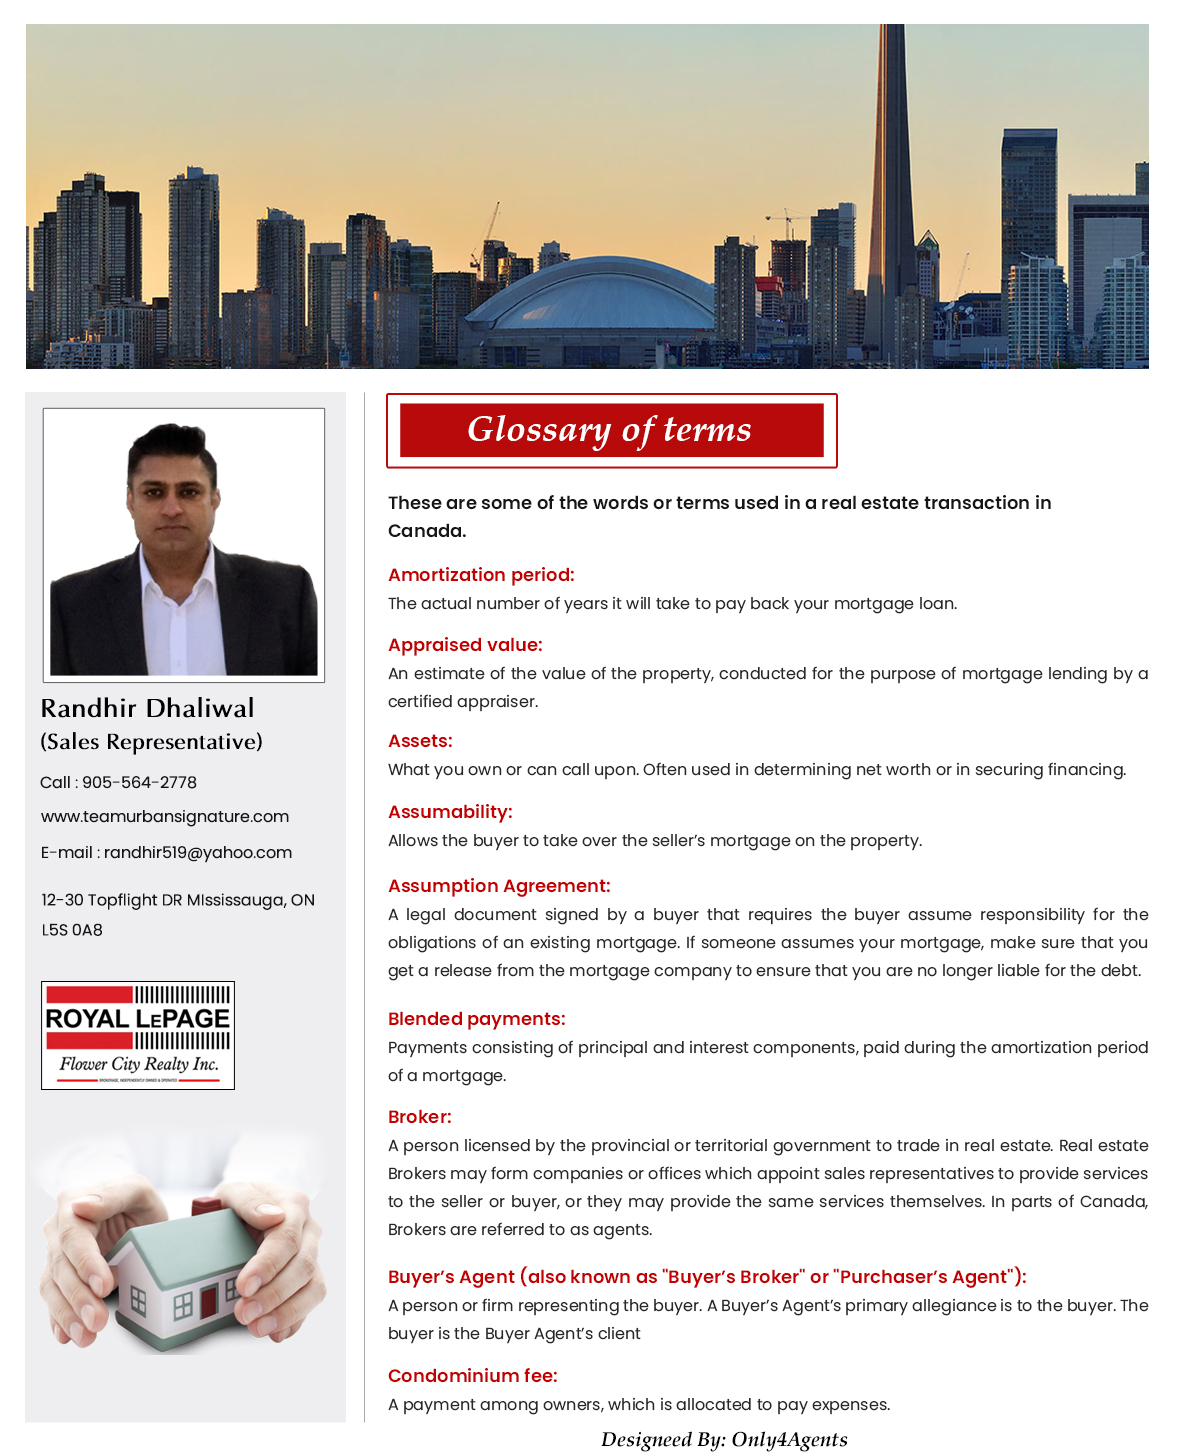 Glossary of terms
These are some of the words or terms used in a real estate transaction in
Canada.
Amortization period:
The actual number of years it will take to pay back your mortgage loan.
Appraised value:
An estimate of the value of the property, conducted for the purpose of mortgage lending by a
certified appraiser.
Assets:
What you own or can call upon. Often used in determining net worth or in securing financing.
Assumability:
Allows the buyer to take over the seller’s mortgage on the property.
Assumption Agreement:
A legal document signed by a buyer that requires the buyer assume responsibility for the
obligations of an existing mortgage. If someone assumes your mortgage, make sure that you
get a release from the mortgage company to ensure that you are no longer liable for the debt.
Blended payments:
Payments consisting of principal and interest components, paid during the amortization period
of a mortgage.
Broker:
A person licensed by the provincial or territorial government to trade in real estate. Real estate
Brokers may form companies or offices which appoint sales representatives to provide services
to the seller or buyer, or they may provide the same services themselves. In parts of Canada,
Brokers are referred to as agents.
Buyer’s Agent (also known as "Buyer’s Broker" or "Purchaser’s Agent"):
A person or firm representing the buyer. A Buyer’s Agent’s primary allegiance is to the buyer. The
buyer is the Buyer Agent’s client
Condominium fee:
A payment among owners, which is allocated to pay expenses.
Randhir Dhaliwal
(Sales Representative)
Call : 905-564-2778
www.teamurbansignature.com
E-mail : randhir519@yahoo.com
12-30 Topflight DR MIssissauga, ON
L5S 0A8
ROYAL LEPAGE
Flower City Realty Inc.
BROKERAGE, INDEPENDENTLY OWNED & OPERATED
Designeed By: Only4Agents